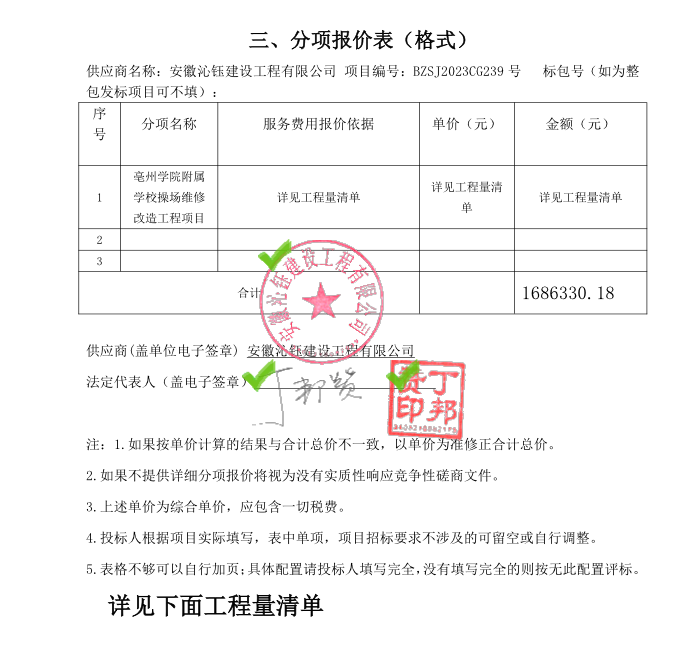 三、分项报价表（格式）
供应商名称：安徽沁钰建设工程有限公司 项目编号：BZSJ2023CG239 号 标包号（如为整
包发标项目可不填）：
序号 分项名称 服务费用报价依据 单价（元） 金额（元）
1 亳州学院附属学校操场维修改造工程项目 详见工程量清单 详见工程量清单 详见工程量清单
2
3
合计 1686330.18
安徽沁钰建设工程有限公司
供应商(盖单位电子签章) 安徽沁钰建设工程有限公司
法定代表人（盖电子签章）
丁邦赟
丁邦赟印
注：1.如果按单价计算的结果与合计总价不一致，以单价为准修正合计总价。
2.如果不提供详细分项报价将视为没有实质性响应竞争性磋商文件。
3.上述单价为综合单价，应包含一切税费。
4.投标人根据项目实际填写，表中单项，项目招标要求不涉及的可留空或自行调整。
5.表格不够可以自行加页;具体配置请投标人填写完全,没有填写完全的则按无此配置评标。
详见下面工程量清单